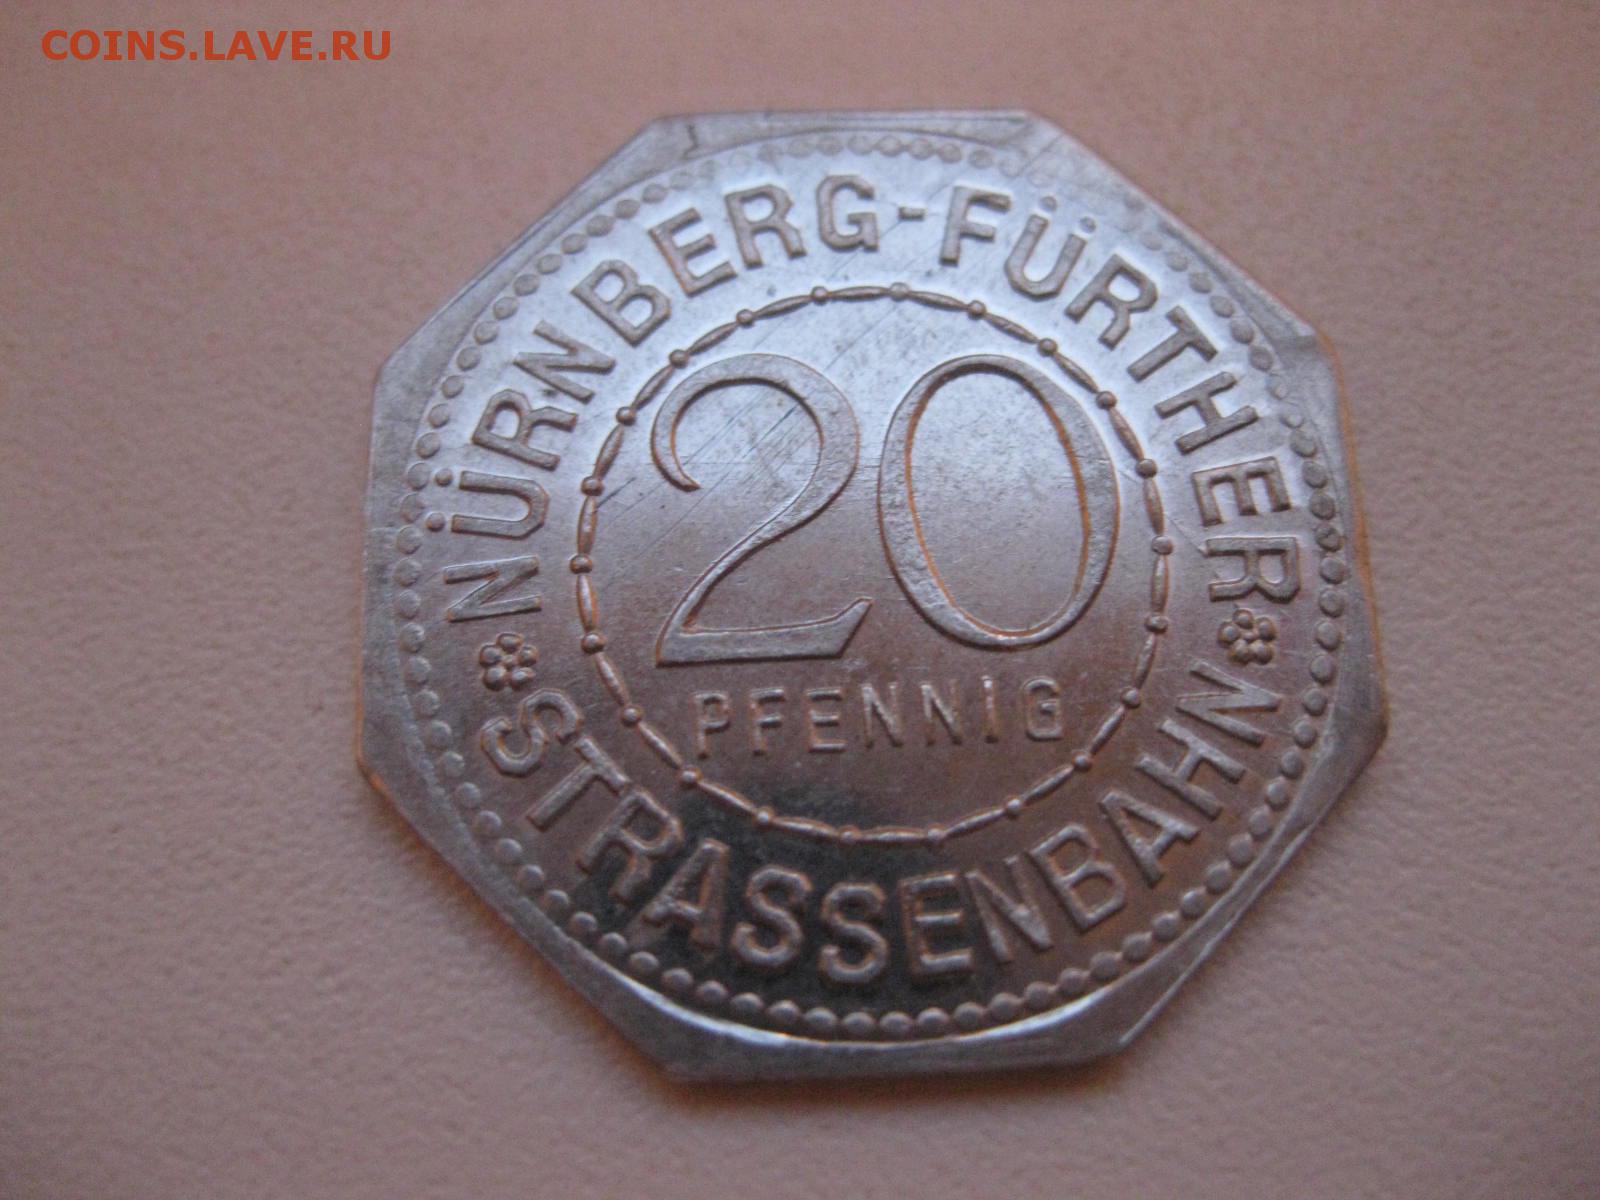 COINS.LAVE.RU
NÜRNBERG-FÜRTHER
20
PFENNIG
STRASSENBAHN